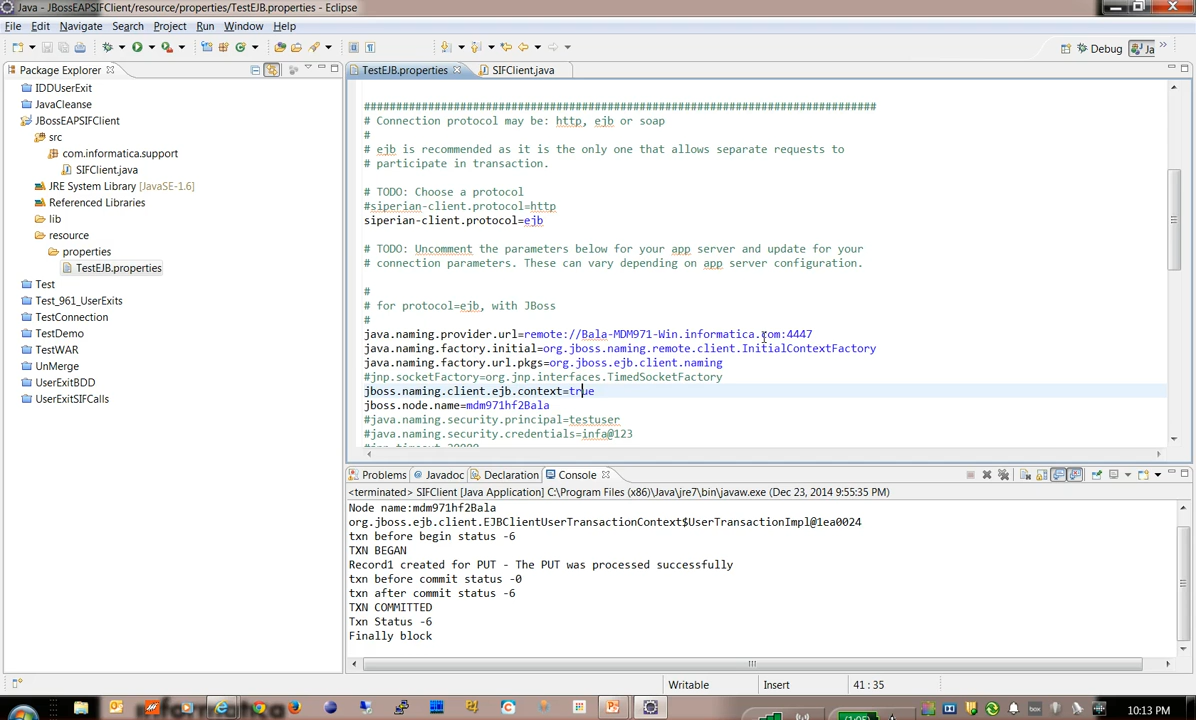 Java - JBossEAPSIFClient/resource/properties/TestEJB.properties - Eclipse
File Edit Navigate Search Project Run Window Help
Debug Ja
Package Explorer
IDDUserExit
JavaCleanse
JBossEAPSIFClient
src
com.informatica.support
SIFClient.java
JRE System Library [JavaSE-1.6]
Referenced Libraries
lib
resource
properties
TestEJB.properties
Test
Test_961_UserExits
TestConnection
TestDemo
TestWAR
UnMerge
UserExitBDD
UserExitSIFCalls
TestEJB.properties SIFClient.java
################################################################################
# Connection protocol may be: http, ejb or soap
#
# ejb is recommended as it is the only one that allows separate requests to
# participate in transaction.
# TODO: Choose a protocol
#siperian-client.protocol=http
siperian-client.protocol=ejb
# TODO: Uncomment the parameters below for your app server and update for your
# connection parameters. These can vary depending on app server configuration.
#
# for protocol=ejb, with JBoss
#
java.naming.provider.url=remote://Bala-MDM971-Win.informatica.com:4447
java.naming.factory.initial=org.jboss.naming.remote.client.InitialContextFactory
java.naming.factory.url.pkgs=org.jboss.ejb.client.naming
#jnp.socketFactory=org.jnp.interfaces.TimedSocketFactory
jboss.naming.client.ejb.context=true
jboss.node.name=mdm971hf2Bala
#java.naming.security.principal=testuser
#java.naming.security.credentials=infa@123
Problems Javadoc Declaration Console
<terminated> SIFClient [Java Application] C:\Program Files (x86)\Java\jre7\bin\javaw.exe (Dec 23, 2014 9:55:35 PM)
Node name:mdm971hf2Bala
org.jboss.ejb.client.EJBClientUserTransactionContext$UserTransactionImpl@1ea0024
txn before begin status -6
TXN BEGAN
Record1 created for PUT - The PUT was processed successfully
txn before commit status -0
txn after commit status -6
TXN COMMITTED
Txn Status -6
Finally block
Writable Insert 41 : 35
10:13 PM